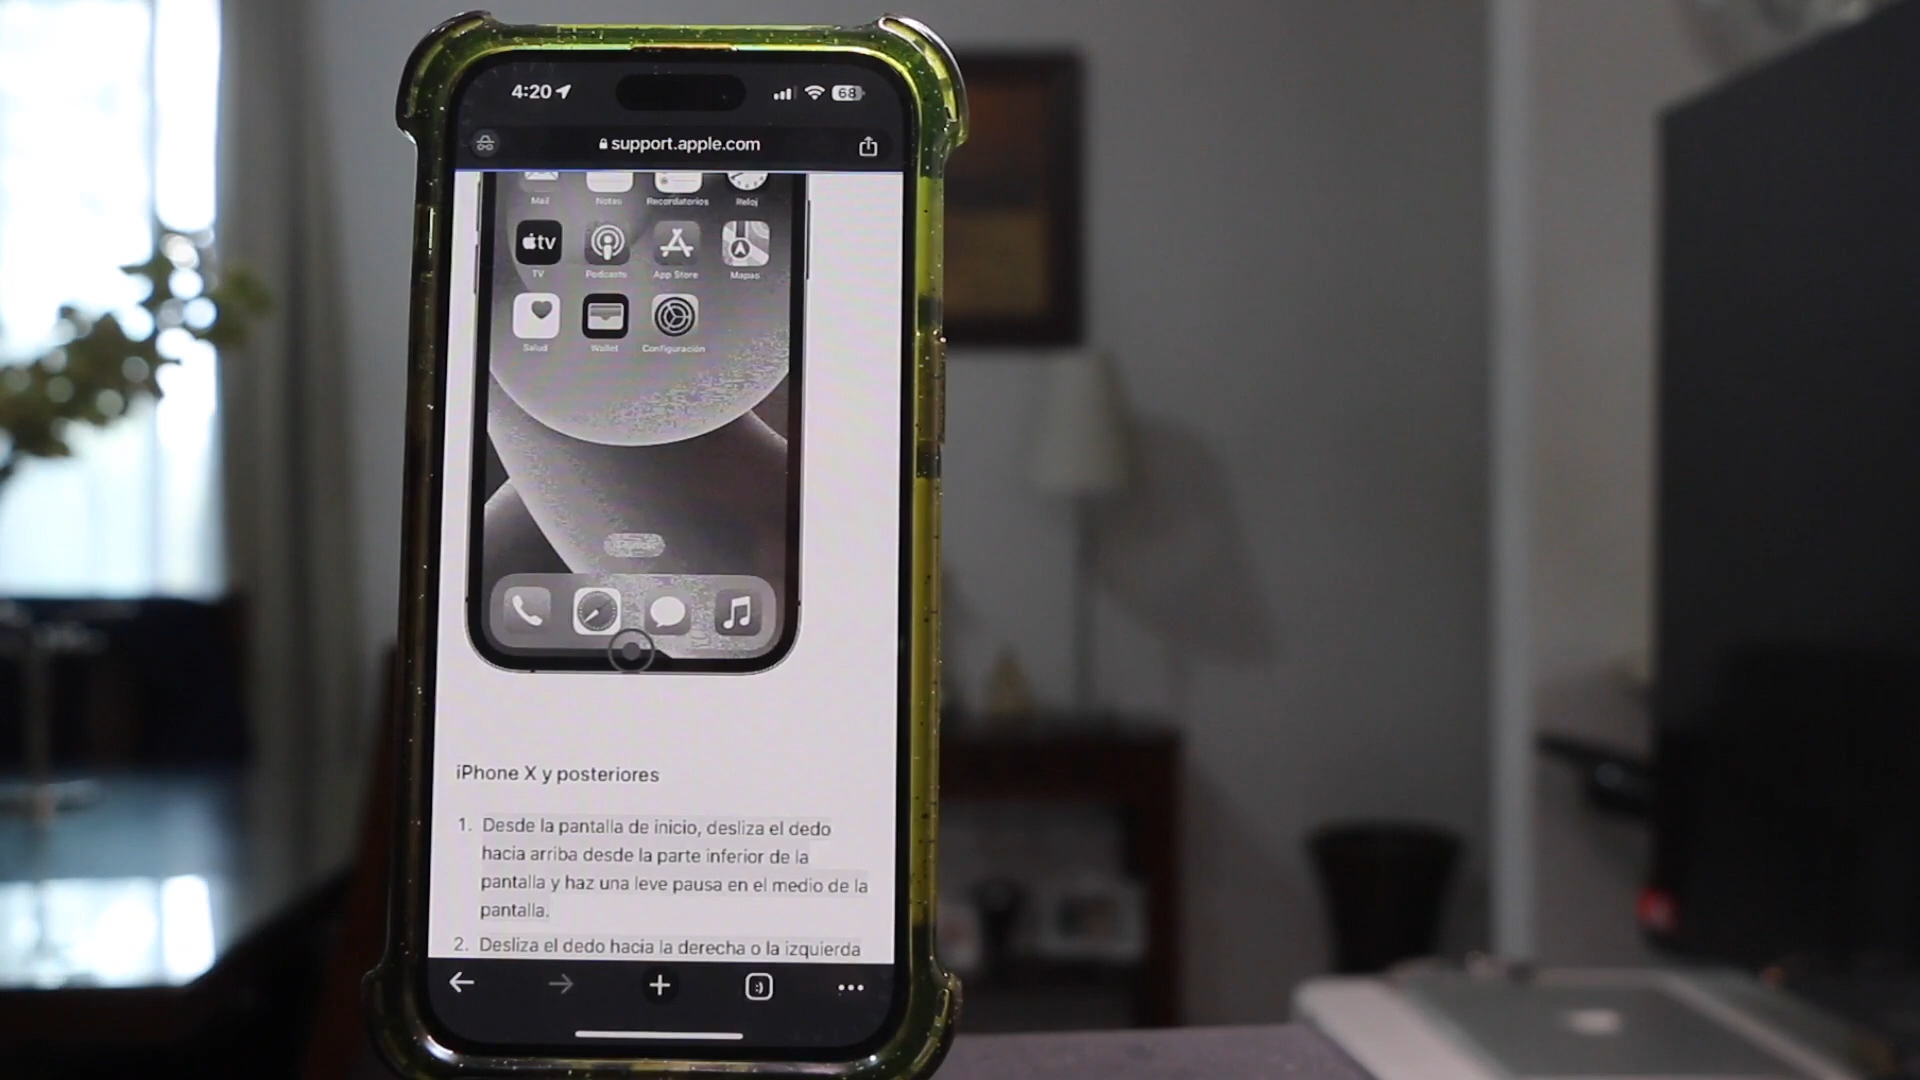 4:20
68
support.apple.com
Mail Notas Recordatorios Reloj
tv
TV Podcasts App Store Mapas
Salud Wallet Configuración
iPhone X y posteriores
1. Desde la pantalla de inicio, desliza el dedo
hacia arriba desde la parte inferior de la
pantalla y haz una leve pausa en el medio de la
pantalla.
2. Desliza el dedo hacia la derecha o la izquierda
:)